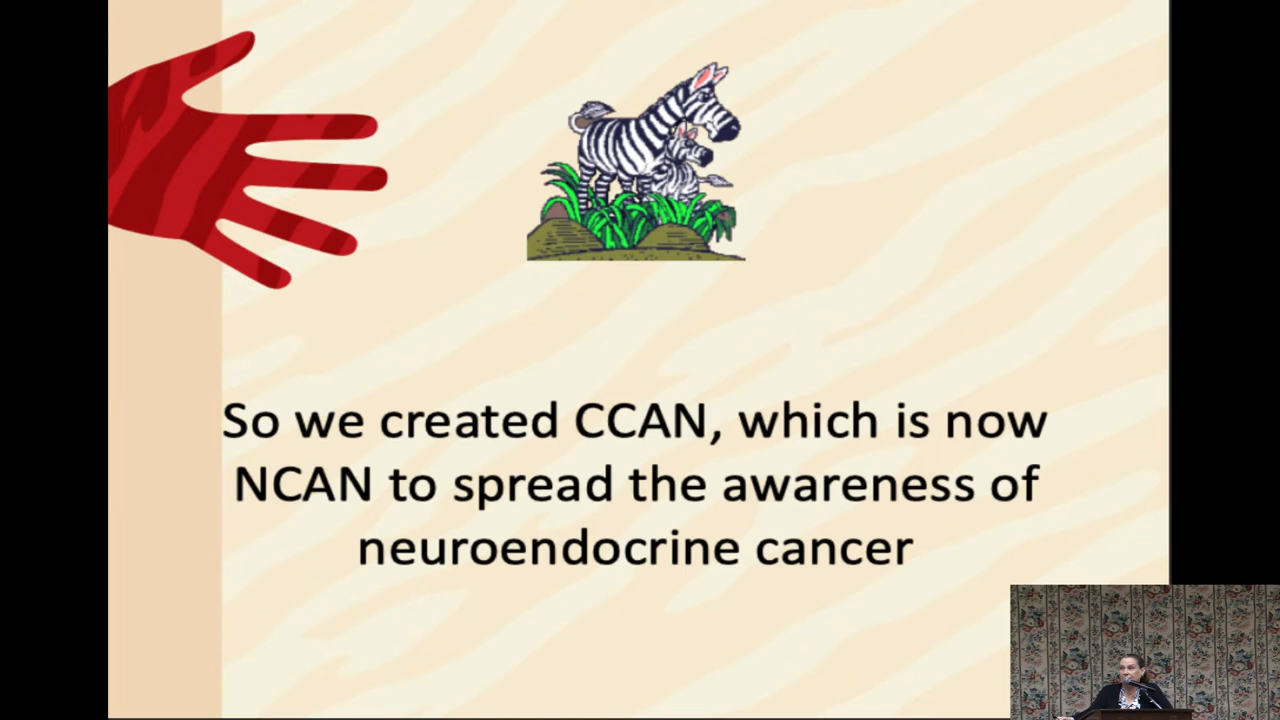 So we created CCAN, which is now
NCAN to spread the awareness of
neuroendocrine cancer